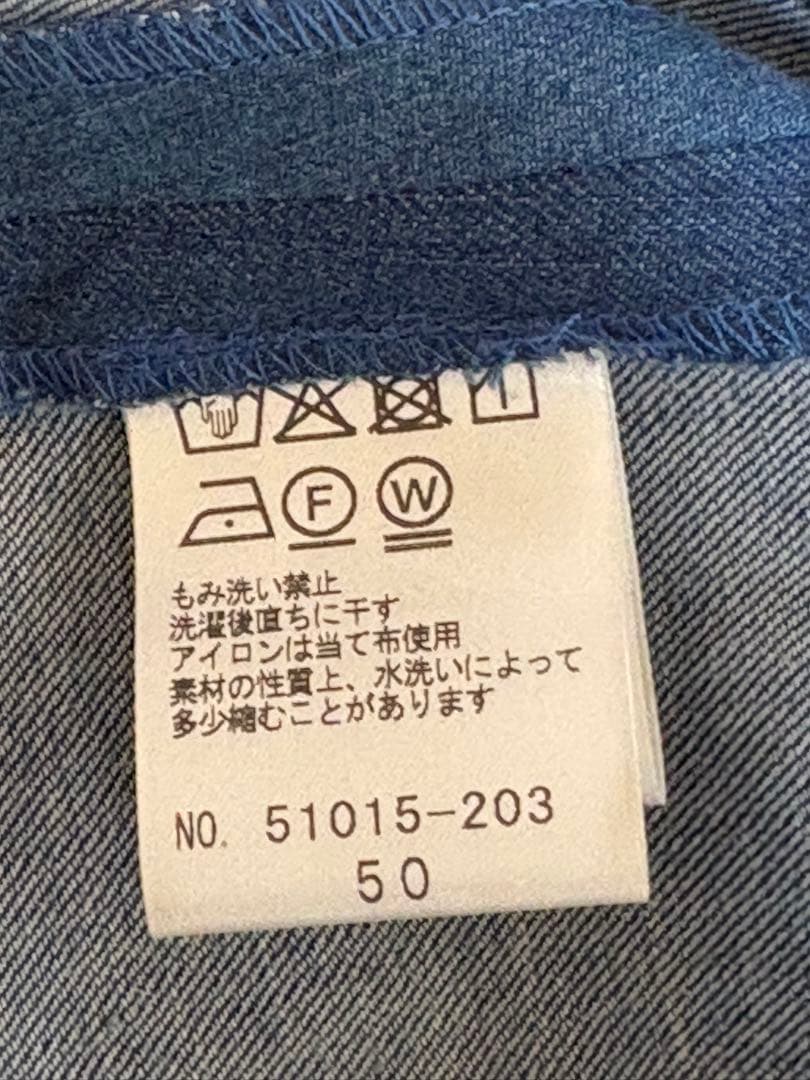 F W
もみ洗い禁止
洗濯後直ちに干す
アイロンは当て布使用
素材の性質上、水洗いによって
多少縮むことがあります
NO. 51015-203
50